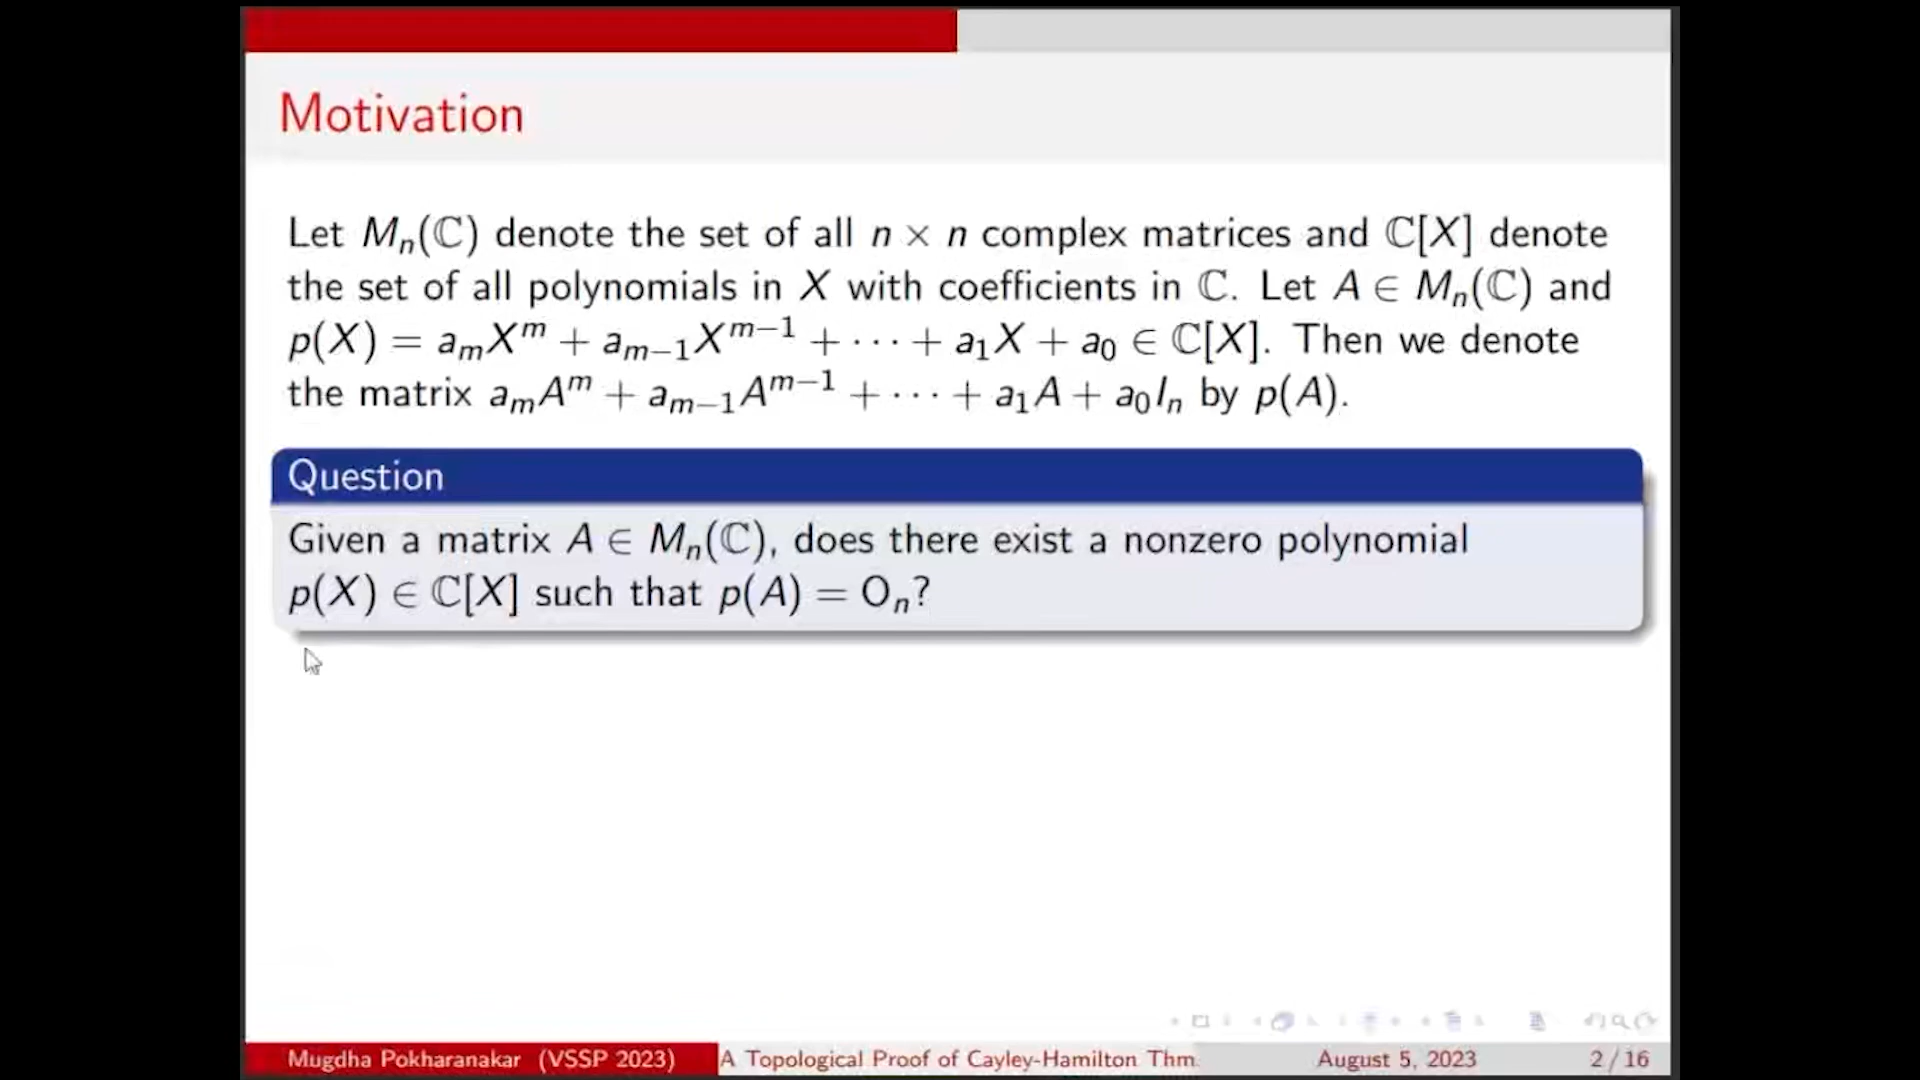 Motivation
Let Mₙ(ℂ) denote the set of all n × n complex matrices and ℂ[X] denote
the set of all polynomials in X with coefficients in ℂ. Let A ∈ Mₙ(ℂ) and
p(X) = aₘXᵐ + aₘ₋₁Xᵐ⁻¹ + ··· + a₁X + a₀ ∈ ℂ[X]. Then we denote
the matrix aₘAᵐ + aₘ₋₁Aᵐ⁻¹ + ··· + a₁A + a₀Iₙ by p(A).
Question
Given a matrix A ∈ Mₙ(ℂ), does there exist a nonzero polynomial
p(X) ∈ ℂ[X] such that p(A) = Oₙ?
Mugdha Pokharanakar (VSSP 2023) A Topological Proof of Cayley-Hamilton Thm. August 5, 2023 2 / 16